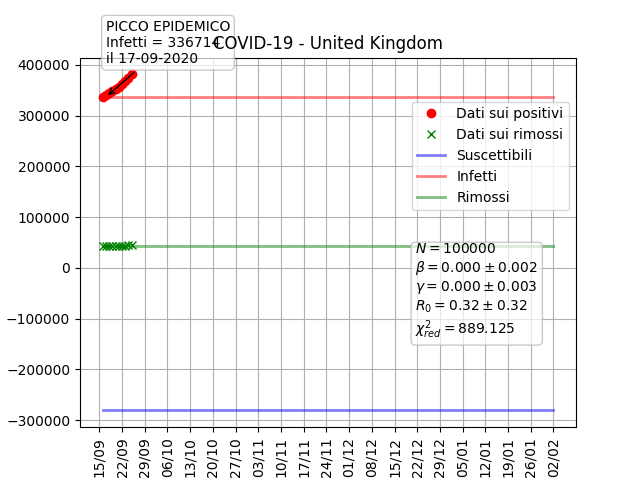 PICCO EPIDEMICO
Infetti = 336714
il 17-09-2020
COVID-19 - United Kingdom
400000
300000
200000
100000
0
−100000
−200000
−300000
Dati sui positivi
Dati sui rimossi
Suscettibili
Infetti
Rimossi
N = 100000
β = 0.000 ± 0.002
γ = 0.000 ± 0.003
R₀ = 0.32 ± 0.32
χ²red = 889.125
15/09
22/09
29/09
06/10
13/10
20/10
27/10
03/11
10/11
17/11
24/11
01/12
08/12
15/12
22/12
29/12
05/01
12/01
19/01
26/01
02/02